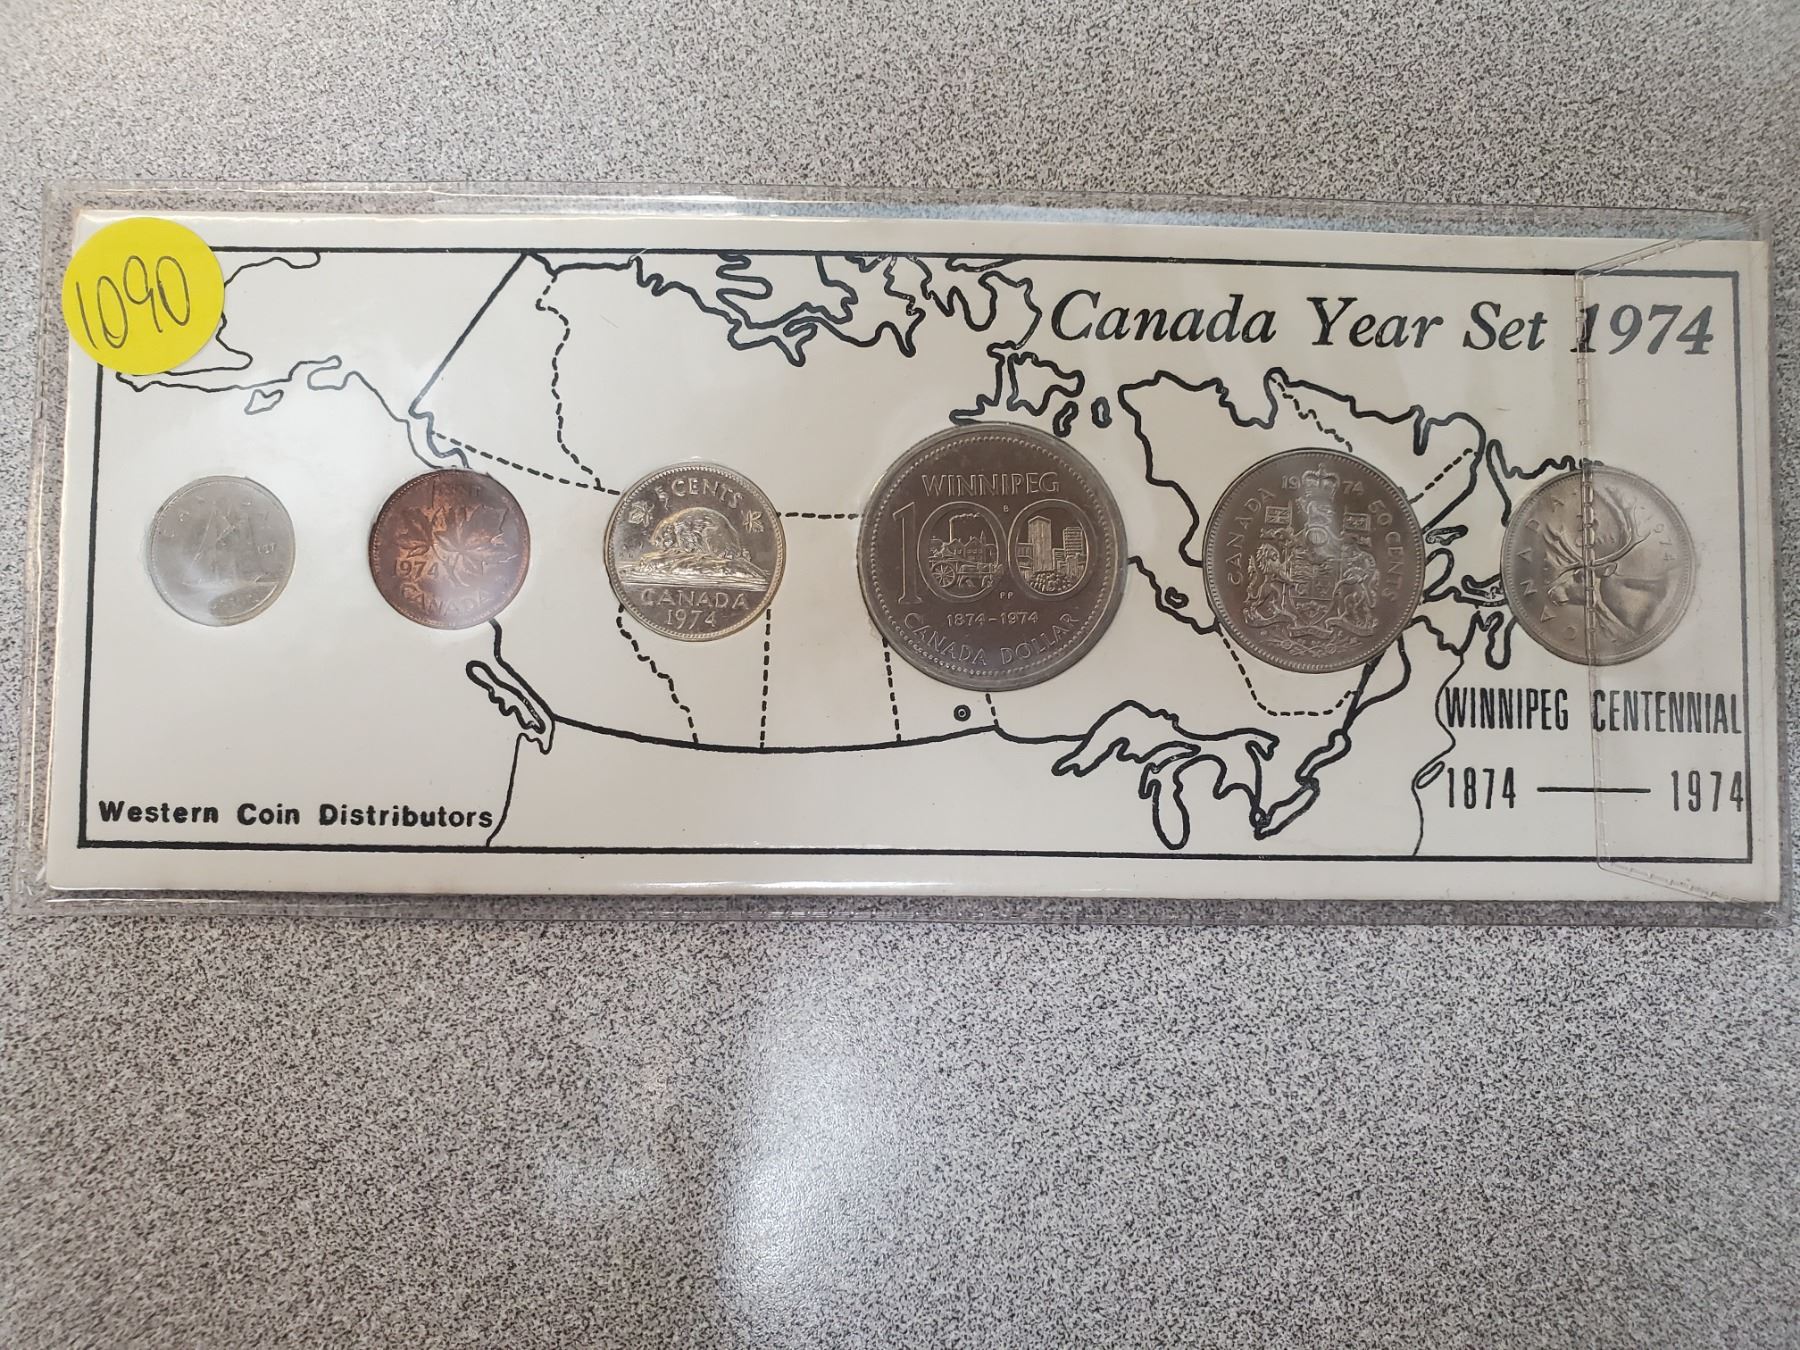 1090
Canada Year Set 1974
WINNIPEG
100
B
PP
1874-1974
CANADA DOLLAR
5 CENTS
CANADA
1974
1974
CANADA
CANADA 1974 50 CENTS
CANADA 1974
WINNIPEG CENTENNIAL
1874 — 1974
Western Coin Distributors